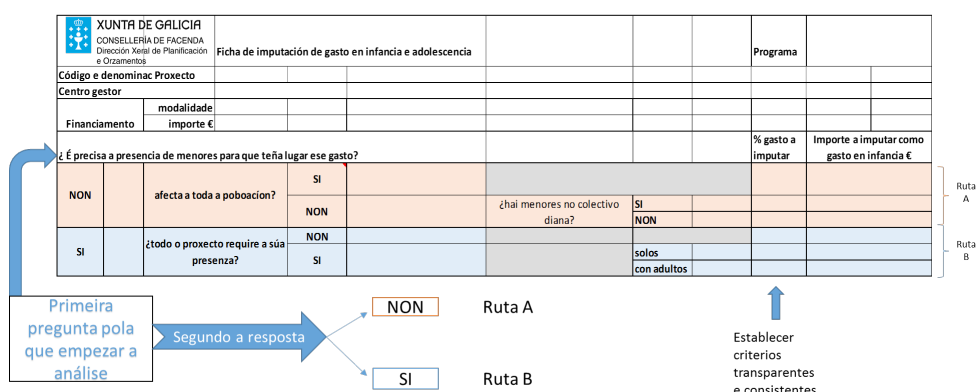 XUNTA DE GALICIA
CONSELLERÍA DE FACENDA
Dirección Xeral de Planificación
e Orzamentos
Ficha de imputación de gasto en infancia e adolescencia
Programa
Código e denominac Proxecto
Centro gestor
Financiamento
modalidade
importe €
¿ É precisa a presencia de menores para que teña lugar ese gasto?
% gasto a
imputar
Importe a imputar como
gasto en infancia €
NON
afecta a toda a poboacíon?
SI
NON
¿hai menores no colectivo
diana?
SI
NON
Ruta
A
SI
¿todo o proxecto require a súa
presenza?
NON
SI
solos
con adultos
Ruta
B
Primeira
pregunta pola
que empezar a
análise
Segundo a resposta
NON
Ruta A
SI
Ruta B
Establecer
criterios
transparentes
e consistentes